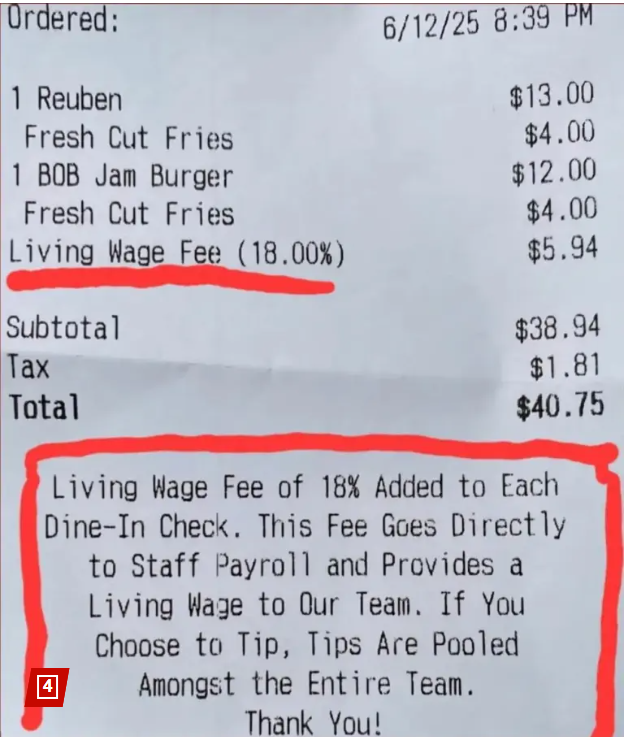 Ordered: 6/12/25 8:39 PM
1 Reuben $13.00
Fresh Cut Fries $4.00
1 BOB Jam Burger $12.00
Fresh Cut Fries $4.00
Living Wage Fee (18.00%) $5.94
Subtotal $38.94
Tax $1.81
Total $40.75
Living Wage Fee of 18% Added to Each
Dine-In Check. This Fee Goes Directly
to Staff Payroll and Provides a
Living Wage to Our Team. If You
Choose to Tip, Tips Are Pooled
Amongst the Entire Team.
Thank You!
4